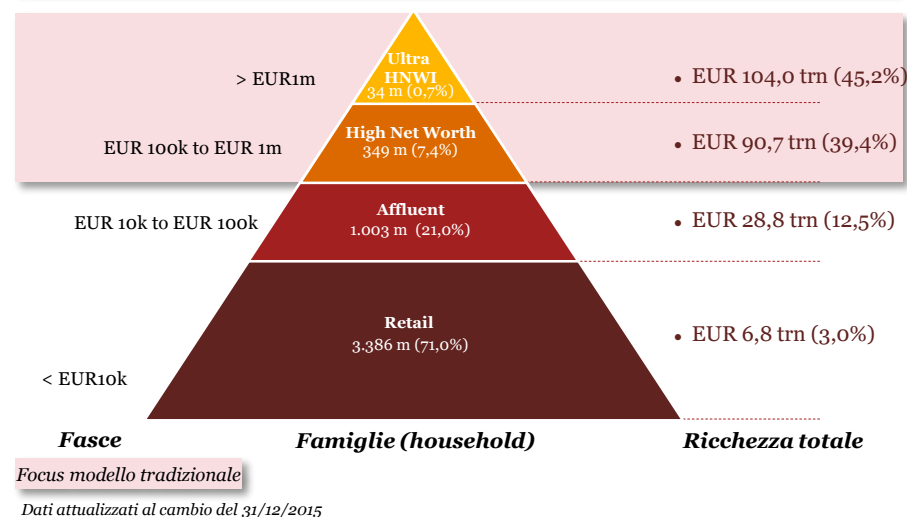 Ultra
HNWI
34 m (0,7%)
> EUR1m
• EUR 104,0 trn (45,2%)
High Net Worth
349 m (7,4%)
EUR 100k to EUR 1m
• EUR 90,7 trn (39,4%)
Affluent
1.003 m (21,0%)
EUR 10k to EUR 100k
• EUR 28,8 trn (12,5%)
Retail
3.386 m (71,0%)
• EUR 6,8 trn (3,0%)
< EUR10k
Fasce
Famiglie (household)
Ricchezza totale
Focus modello tradizionale
Dati attualizzati al cambio del 31/12/2015